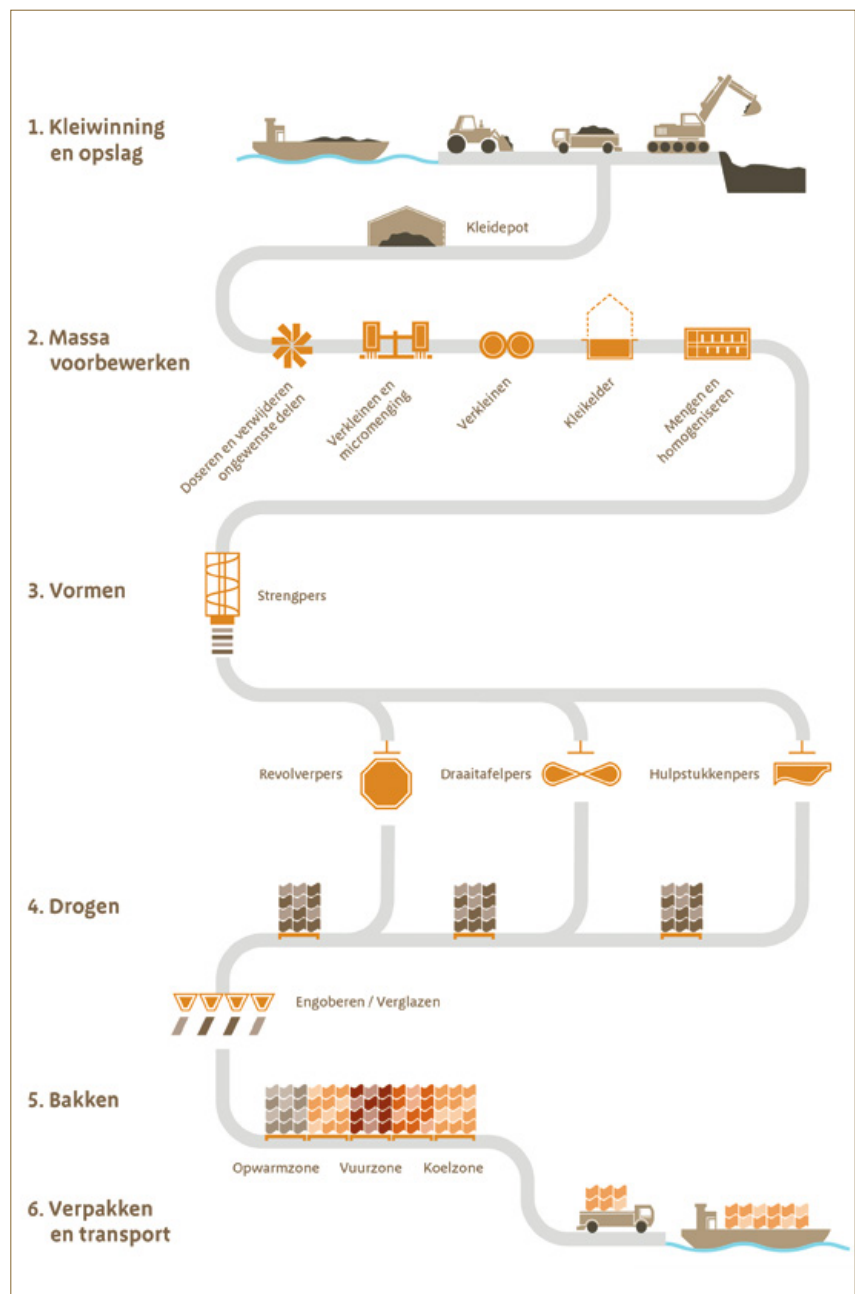 1. Kleiwinning
en opslag
Kleidepot
2. Massa
voorbewerken
Doseren en verwijderen
ongewenste delen
Verkleinen en
micromenging
Verkleinen
Kleikelder
Mengen en
homogeniseren
3. Vormen
Strengpers
Revolverpers
Draaitafelpers
Hulpstukkenpers
4. Drogen
Engoberen / Verglazen
5. Bakken
Opwarmzone
Vuurzone
Koelzone
6. Verpakken
en transport